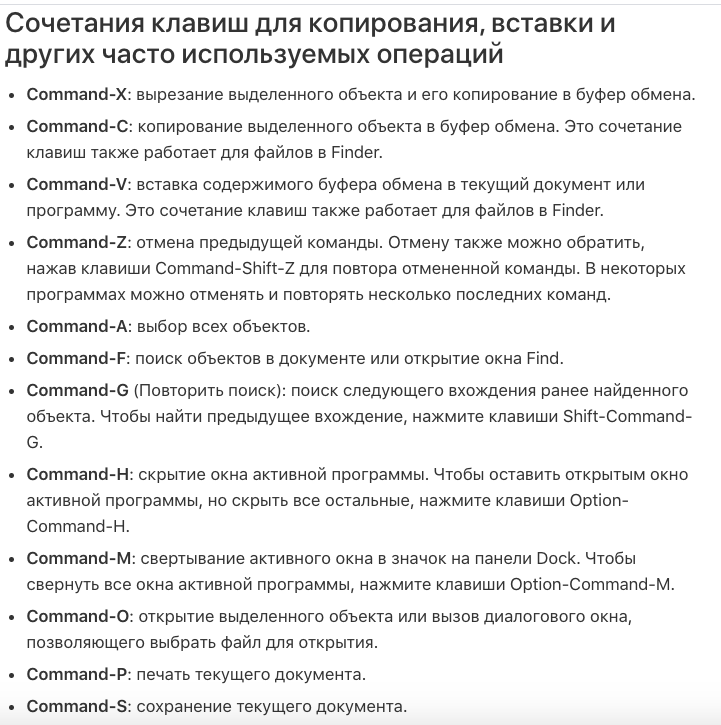 Сочетания клавиш для копирования, вставки и
других часто используемых операций
• Command-X: вырезание выделенного объекта и его копирование в буфер обмена.
• Command-C: копирование выделенного объекта в буфер обмена. Это сочетание
клавиш также работает для файлов в Finder.
• Command-V: вставка содержимого буфера обмена в текущий документ или
программу. Это сочетание клавиш также работает для файлов в Finder.
• Command-Z: отмена предыдущей команды. Отмену также можно обратить,
нажав клавиши Command-Shift-Z для повтора отмененной команды. В некоторых
программах можно отменять и повторять несколько последних команд.
• Command-A: выбор всех объектов.
• Command-F: поиск объектов в документе или открытие окна Find.
• Command-G (Повторить поиск): поиск следующего вхождения ранее найденного
объекта. Чтобы найти предыдущее вхождение, нажмите клавиши Shift-Command-
G.
• Command-H: скрытие окна активной программы. Чтобы оставить открытым окно
активной программы, но скрыть все остальные, нажмите клавиши Option-
Command-H.
• Command-M: свертывание активного окна в значок на панели Dock. Чтобы
свернуть все окна активной программы, нажмите клавиши Option-Command-M.
• Command-O: открытие выделенного объекта или вызов диалогового окна,
позволяющего выбрать файл для открытия.
• Command-P: печать текущего документа.
• Command-S: сохранение текущего документа.